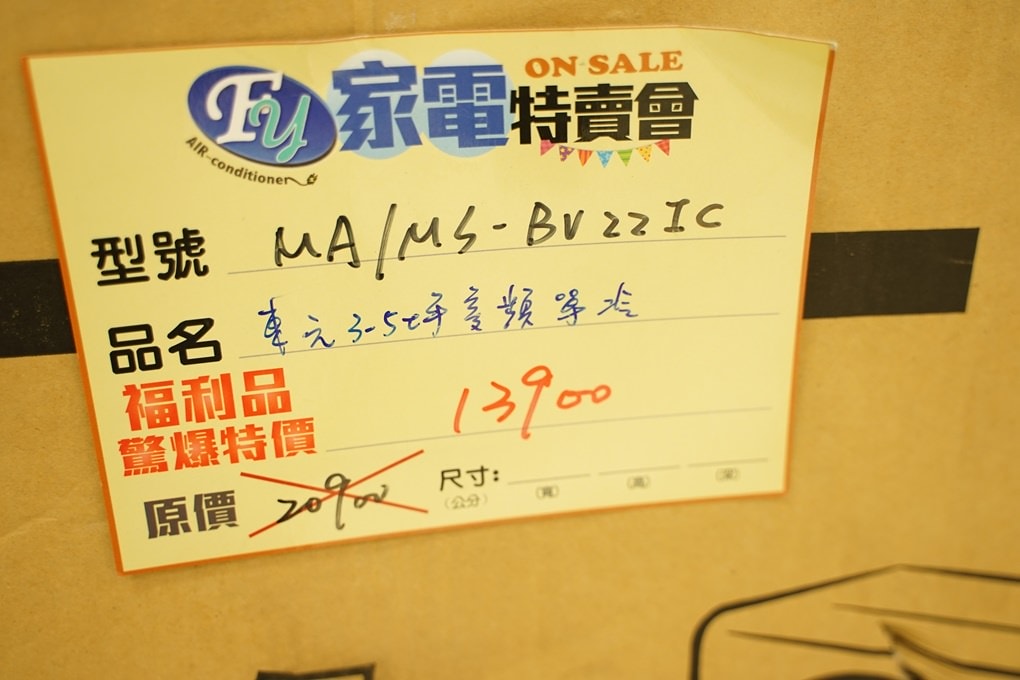 FY 家電特賣會 ON SALE
AIR-conditioner
型號 MA/MS-BV22IC
品名 東元3-5坪變頻單冷
福利品
驚爆特價 13900
原價 20900 尺寸:
(公分) (寬) (高) (深)